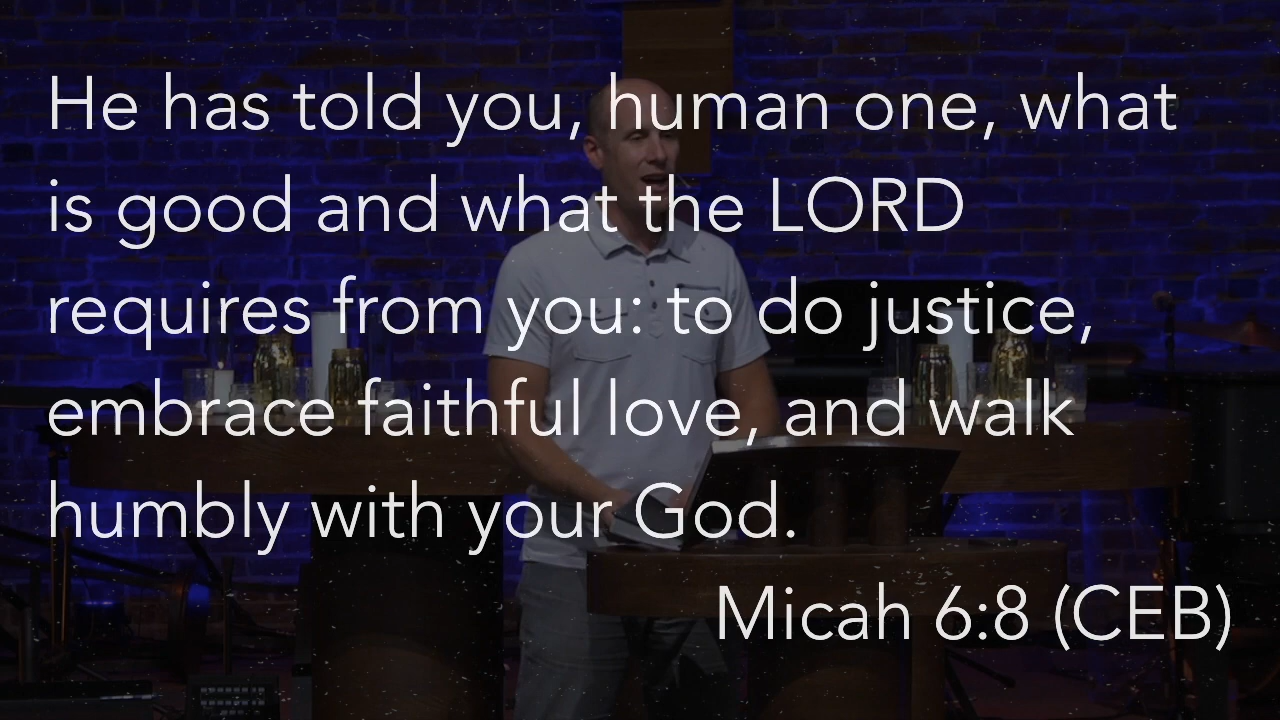 He has told you, human one, what
is good and what the LORD
requires from you: to do justice,
embrace faithful love, and walk
humbly with your God.
Micah 6:8 (CEB)